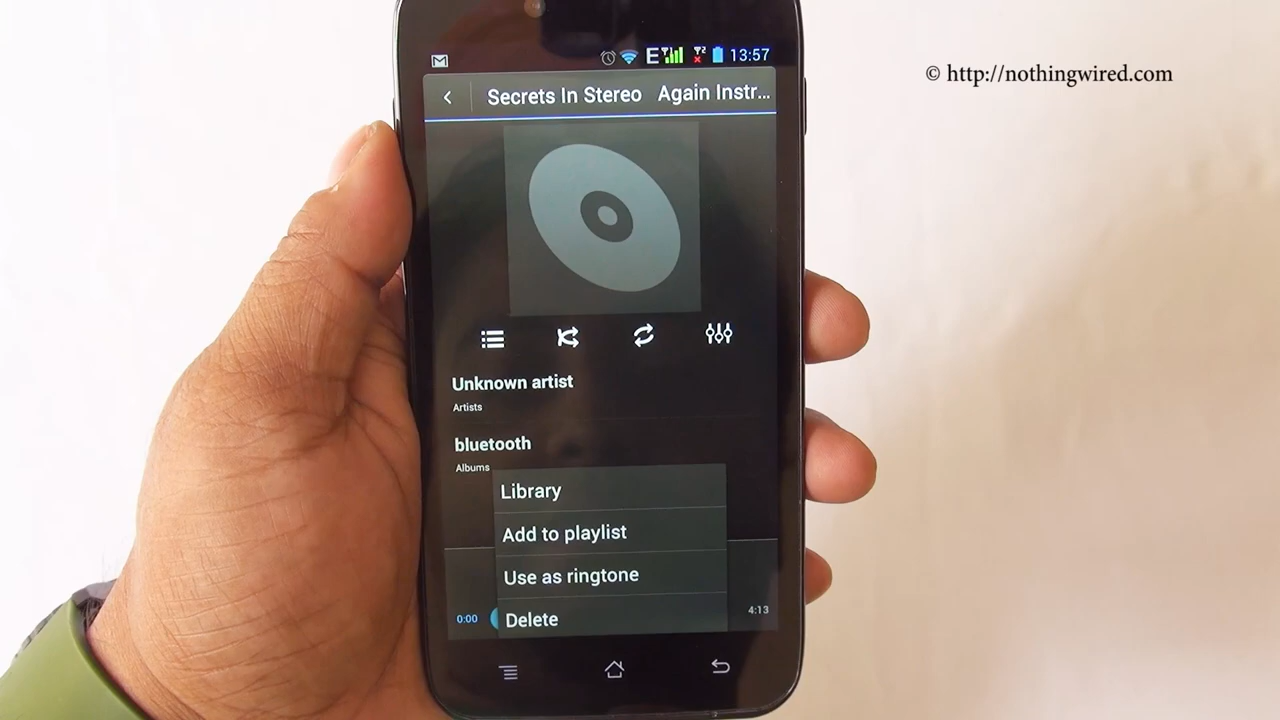 © http://nothingwired.com
E 13:57
Secrets In Stereo Again Instr...
Unknown artist
Artists
bluetooth
Albums
Library
Add to playlist
Use as ringtone
Delete
0:00 4:13